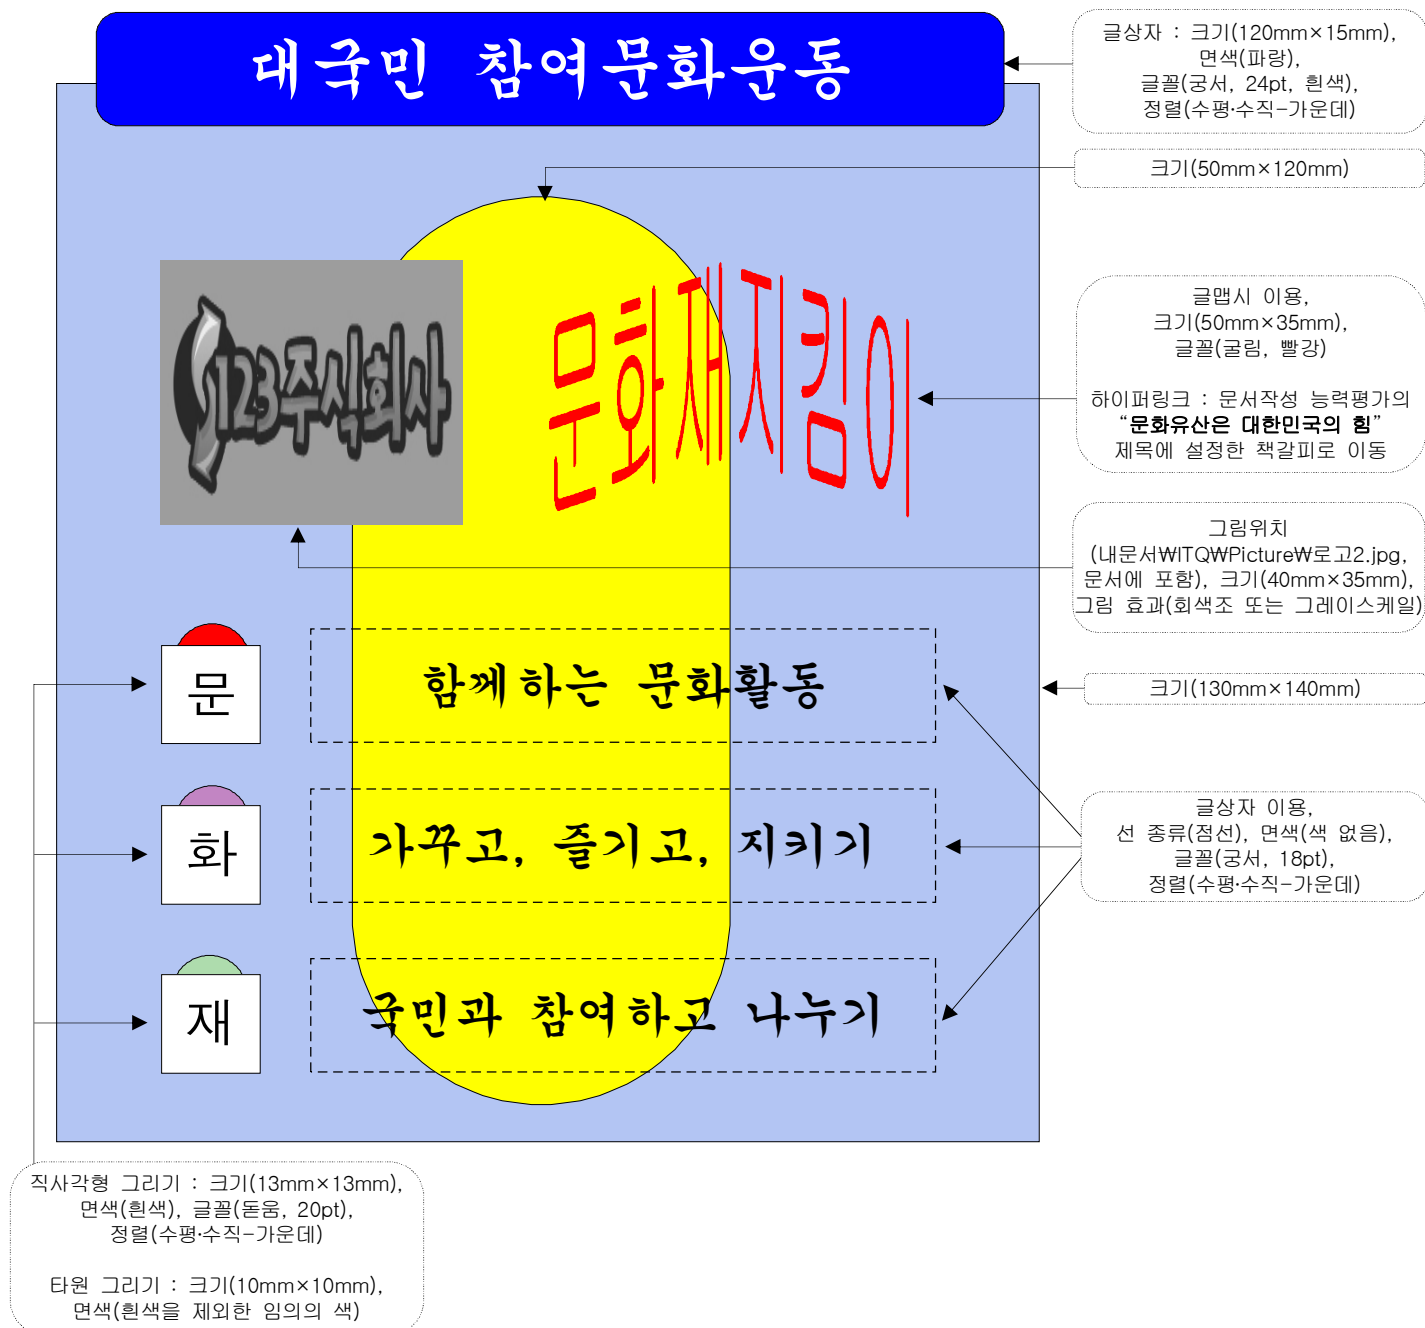 대국민 참여문화운동
글상자 : 크기(120mm×15mm),
면색(파랑),
글꼴(궁서, 24pt, 흰색),
정렬(수평·수직-가운데)
크기(50mm×120mm)
123주식회사
문화재지킴이
글맵시 이용,
크기(50mm×35mm),
글꼴(굴림, 빨강)
하이퍼링크 : 문서작성 능력평가의
“문화유산은 대한민국의 힘”
제목에 설정한 책갈피로 이동
그림위치
(내문서₩ITQ₩Picture₩로고2.jpg,
문서에 포함), 크기(40mm×35mm),
그림 효과(회색조 또는 그레이스케일)
문
함께하는 문화활동
크기(130mm×140mm)
화
가꾸고, 즐기고, 지키기
글상자 이용,
선 종류(점선), 면색(색 없음),
글꼴(궁서, 18pt),
정렬(수평·수직-가운데)
재
국민과 참여하고 나누기
직사각형 그리기 : 크기(13mm×13mm),
면색(흰색), 글꼴(돋움, 20pt),
정렬(수평·수직-가운데)
타원 그리기 : 크기(10mm×10mm),
면색(흰색을 제외한 임의의 색)